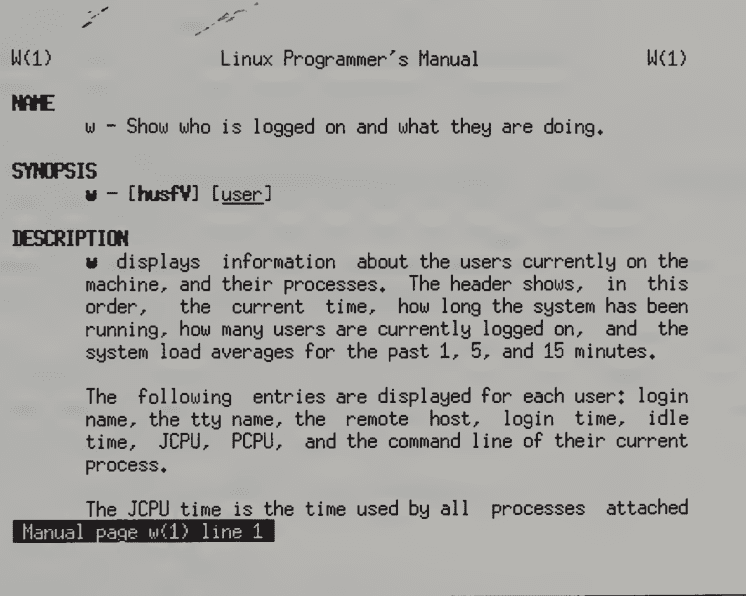 W(1)                    Linux Programmer's Manual                    W(1)
NAME
w - Show who is logged on and what they are doing.
SYNOPSIS
w - [husfV] [user]
DESCRIPTION
w  displays  information  about the users currently on the
machine, and their processes.  The header shows,  in  this
order,   the  current  time,  how long the system has been
running, how many users are currently logged on,  and  the
system load averages for the past 1, 5, and 15 minutes.
The  following  entries are displayed for each user: login
name, the tty name, the  remote  host,  login  time,  idle
time,  JCPU,  PCPU,  and the command line of their current
process.
The JCPU time is the time used by all  processes  attached
Manual page w(1) line 1